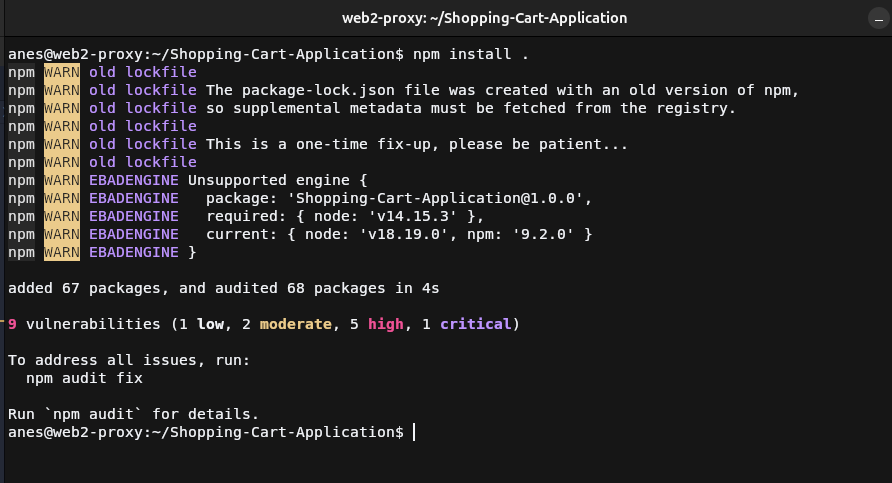 web2-proxy: ~/Shopping-Cart-Application
anes@web2-proxy:~/Shopping-Cart-Application$ npm install .
npm WARN old lockfile
npm WARN old lockfile The package-lock.json file was created with an old version of npm,
npm WARN old lockfile so supplemental metadata must be fetched from the registry.
npm WARN old lockfile
npm WARN old lockfile This is a one-time fix-up, please be patient...
npm WARN old lockfile
npm WARN EBADENGINE Unsupported engine {
npm WARN EBADENGINE   package: 'Shopping-Cart-Application@1.0.0',
npm WARN EBADENGINE   required: { node: 'v14.15.3' },
npm WARN EBADENGINE   current: { node: 'v18.19.0', npm: '9.2.0' }
npm WARN EBADENGINE }
added 67 packages, and audited 68 packages in 4s
9 vulnerabilities (1 low, 2 moderate, 5 high, 1 critical)
To address all issues, run:
  npm audit fix
Run `npm audit` for details.
anes@web2-proxy:~/Shopping-Cart-Application$